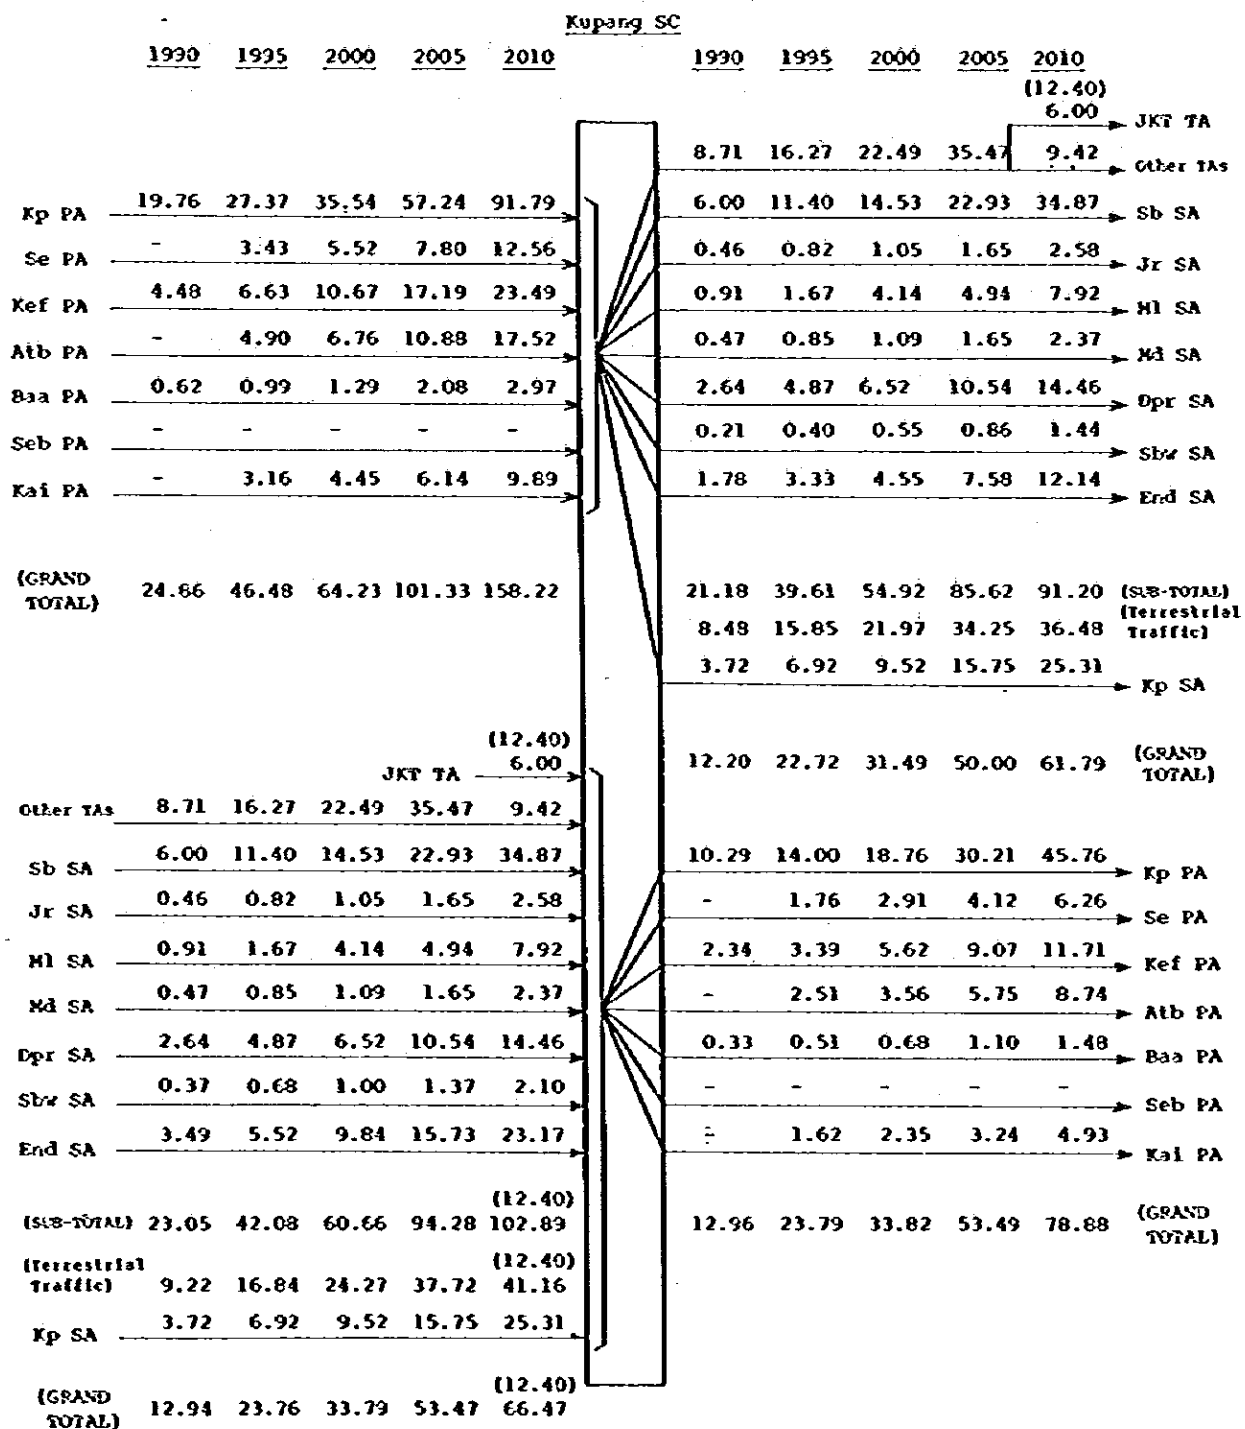 Kupang SC
1990 1995 2000 2005 2010 1990 1995 2000 2005 2010
(12.40)
6.00 JKT TA
8.71 16.27 22.49 35.47 9.42 Other TAs
Kp PA 19.76 27.37 35.54 57.24 91.79 6.00 11.40 14.53 22.93 34.87 Sb SA
Se PA - 3.43 5.52 7.80 12.56 0.46 0.82 1.05 1.65 2.58 Jr SA
Kef PA 4.48 6.63 10.67 17.19 23.49 0.91 1.67 4.14 4.94 7.92 Ml SA
Atb PA - 4.90 6.76 10.88 17.52 0.47 0.85 1.09 1.65 2.37 Md SA
Baa PA 0.62 0.99 1.29 2.08 2.97 2.64 4.87 6.52 10.54 14.46 Dpr SA
Seb PA - - - - - 0.21 0.40 0.55 0.86 1.44 Sbw SA
Kai PA - 3.16 4.45 6.14 9.89 1.78 3.33 4.55 7.58 12.14 End SA
(GRAND TOTAL) 24.86 46.48 64.23 101.33 158.22 21.18 39.61 54.92 85.62 91.20 (SUB-TOTAL)
8.48 15.85 21.97 34.25 36.48 (Terrestrial Traffic)
3.72 6.92 9.52 15.75 25.31 Kp SA
(12.40)
JKT TA 6.00 12.20 22.72 31.49 50.00 61.79 (GRAND TOTAL)
Other TAs 8.71 16.27 22.49 35.47 9.42
Sb SA 6.00 11.40 14.53 22.93 34.87 10.29 14.00 18.76 30.21 45.76 Kp PA
Jr SA 0.46 0.82 1.05 1.65 2.58 - 1.76 2.91 4.12 6.26 Se PA
Ml SA 0.91 1.67 4.14 4.94 7.92 2.34 3.39 5.62 9.07 11.71 Kef PA
Md SA 0.47 0.85 1.09 1.65 2.37 - 2.51 3.56 5.75 8.74 Atb PA
Dpr SA 2.64 4.87 6.52 10.54 14.46 0.33 0.51 0.68 1.10 1.48 Baa PA
Sbw SA 0.37 0.68 1.00 1.37 2.10 - - - - - Seb PA
End SA 3.49 5.52 9.84 15.73 23.17 - 1.62 2.35 3.24 4.93 Kai PA
(12.40)
(SUB-TOTAL) 23.05 42.08 60.66 94.28 102.89 12.96 23.79 33.82 53.49 78.88 (GRAND TOTAL)
(12.40)
(Terrestrial Traffic) 9.22 16.84 24.27 37.72 41.16
Kp SA 3.72 6.92 9.52 15.75 25.31
(12.40)
(GRAND TOTAL) 12.94 23.76 33.79 53.47 66.47